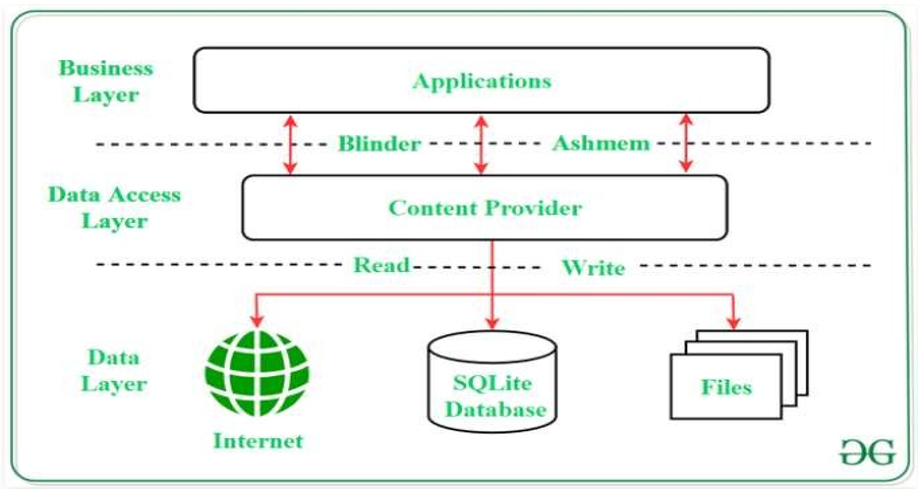 Business
Layer
Applications
Blinder
Ashmem
Data Access
Layer
Content Provider
Read
Write
Data
Layer
SQLite
Database
Files
Internet
GG